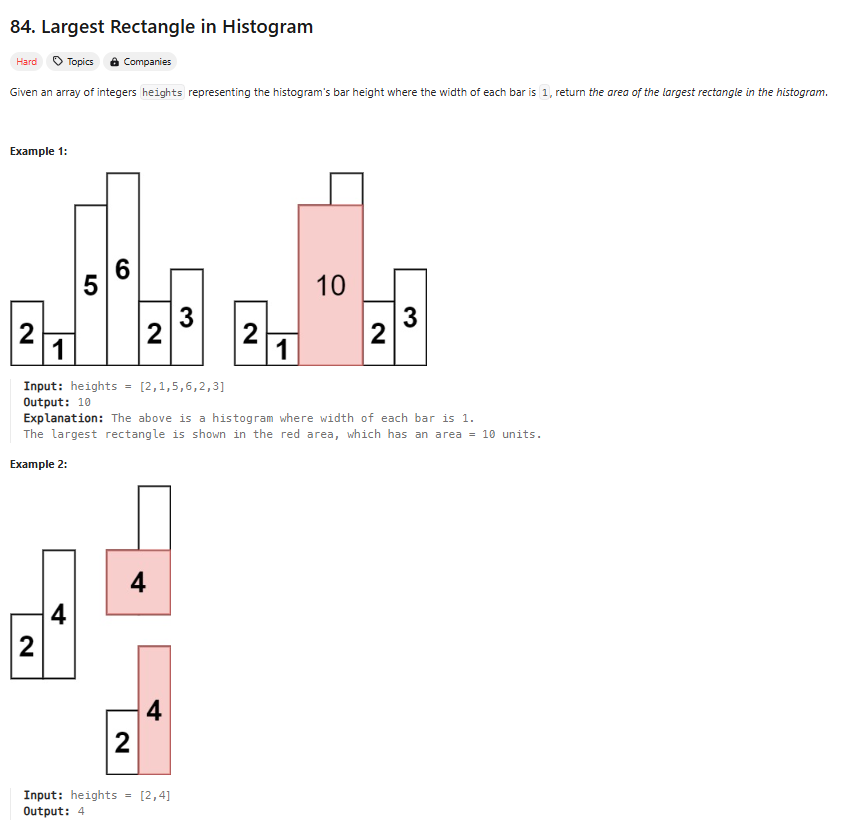 84. Largest Rectangle in Histogram
Hard Topics Companies
Given an array of integers heights representing the histogram's bar height where the width of each bar is 1, return the area of the largest rectangle in the histogram.
Example 1:
2 1 5 6 2 3
2 1 10 2 3
Input: heights = [2,1,5,6,2,3]
Output: 10
Explanation: The above is a histogram where width of each bar is 1.
The largest rectangle is shown in the red area, which has an area = 10 units.
Example 2:
2 4
4
2 4
Input: heights = [2,4]
Output: 4